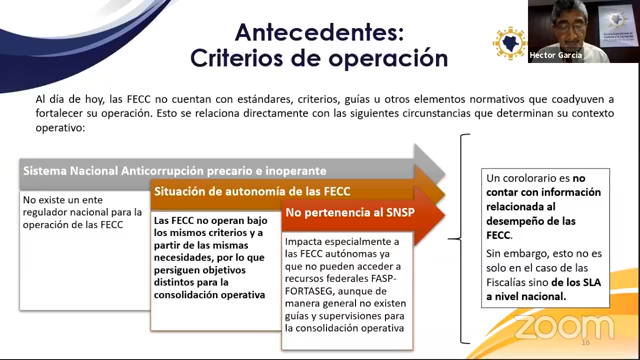 Antecedentes:
Criterios de operación
Hector García
Al día de hoy, las FECC no cuentan con estándares, criterios, guías u otros elementos normativos que coadyuven a
fortalecer su operación. Esto se relaciona directamente con las siguientes circunstancias que determinan su contexto
operativo:
Sistema Nacional Anticorrupción precario e inoperante
No existe un ente
regulador nacional para la
operación de las FECC
Situación de autonomía de las FECC
Las FECC no operan bajo
los mismos criterios y a
partir de las mismas
necesidades, por lo que
persiguen objetivos
distintos para la
consolidación operativa
No pertenencia al SNSP
Impacta especialmente a
las FECC autónomas ya
que no pueden acceder a
recursos federales FASP-
FORTASEG, aunque de
manera general no existen
guías y supervisiones para
la consolidación operativa
Un corolorario es no
contar con información
relacionada al
desempeño de las
FECC.
Sin embargo, esto no es
solo en el caso de las
Fiscalías sino de los SLA
a nivel nacional.
zoom
16